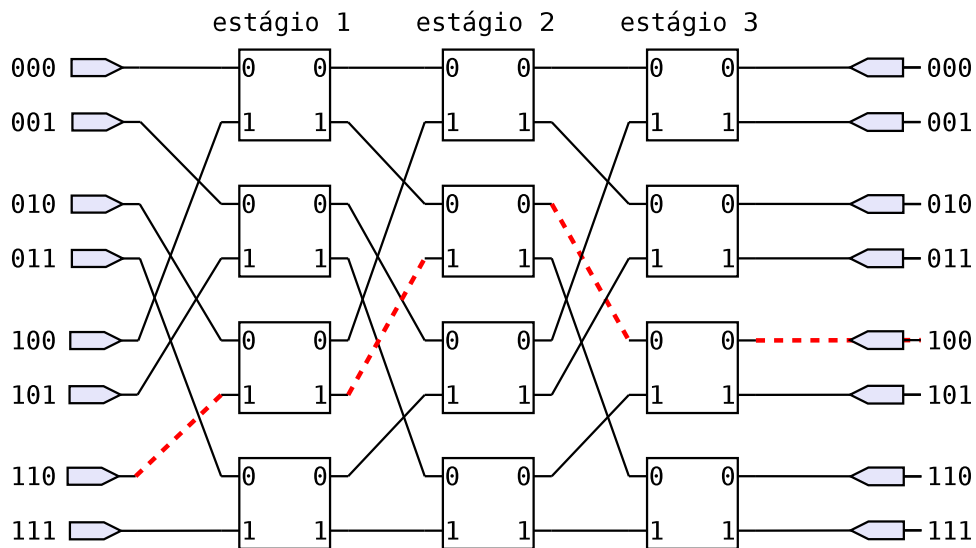 estágio 1 estágio 2 estágio 3
000 0 0 0 0 0 0 000
001 1 1 1 1 1 1 001
010 0 0 0 0 0 0 010
011 1 1 1 1 1 1 011
100 0 0 0 0 0 0 100
101 1 1 1 1 1 1 101
110 0 0 0 0 0 0 110
111 1 1 1 1 1 1 111